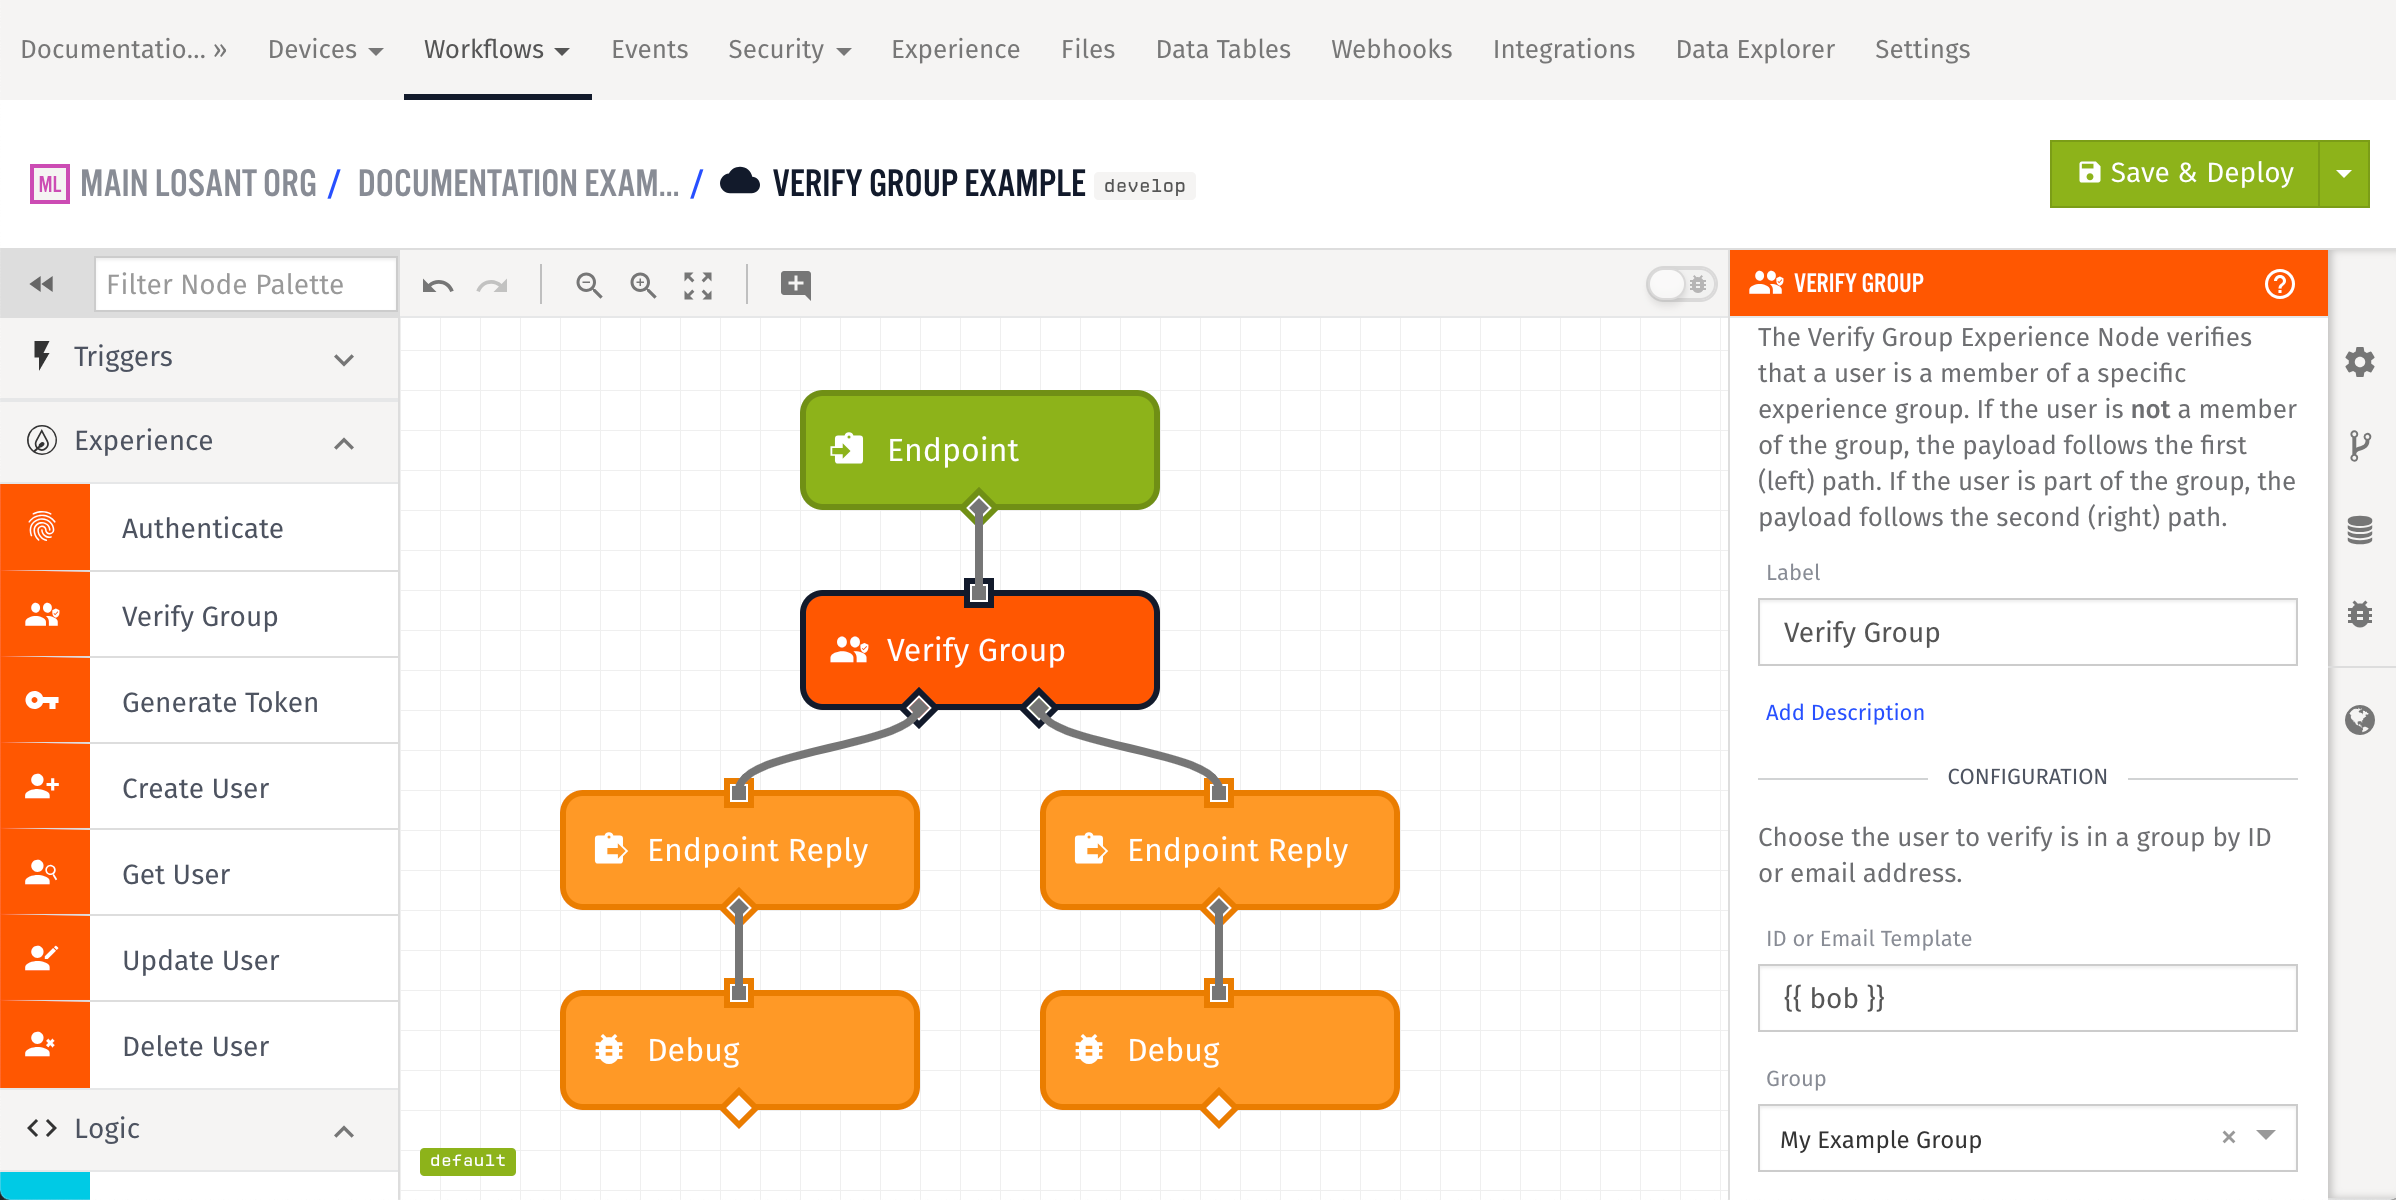 Documentatio... »
Devices
Workflows
Events
Security
Experience
Files
Data Tables
Webhooks
Integrations
Data Explorer
Settings
ML MAIN LOSANT ORG / DOCUMENTATION EXAM... / VERIFY GROUP EXAMPLE develop
Save & Deploy
Filter Node Palette
Triggers
Experience
Authenticate
Verify Group
Generate Token
Create User
Get User
Update User
Delete User
Logic
Endpoint
Verify Group
Endpoint Reply
Endpoint Reply
Debug
Debug
default
VERIFY GROUP
The Verify Group Experience Node verifies
that a user is a member of a specific
experience group. If the user is not a member
of the group, the payload follows the first
(left) path. If the user is part of the group, the
payload follows the second (right) path.
Label
Verify Group
Add Description
CONFIGURATION
Choose the user to verify is in a group by ID
or email address.
ID or Email Template
{{ bob }}
Group
My Example Group